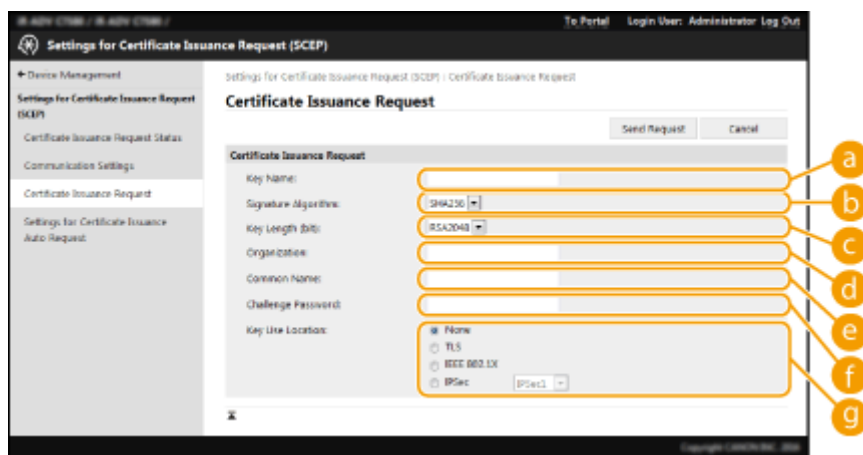 To Portal Login User: Administrator Log Out
Settings for Certificate Issuance Request (SCEP)
Device Management
Settings for Certificate Issuance Request (SCEP) : Certificate Issuance Request
Settings for Certificate Issuance Request
(SCEP)
Certificate Issuance Request
Certificate Issuance Request Status
Send Request Cancel
Communication Settings
Certificate Issuance Request
Certificate Issuance Request
Settings for Certificate Issuance
Auto Request
Key Name:
a
Signature Algorithm: SHA256
b
Key Length (bit): RSA2048
c
Organization:
d
Common Name:
e
Challenge Password:
f
Key Use Location: None
TLS
IEEE 802.1X
IPSec IPSec1
g
Copyright CANON INC.